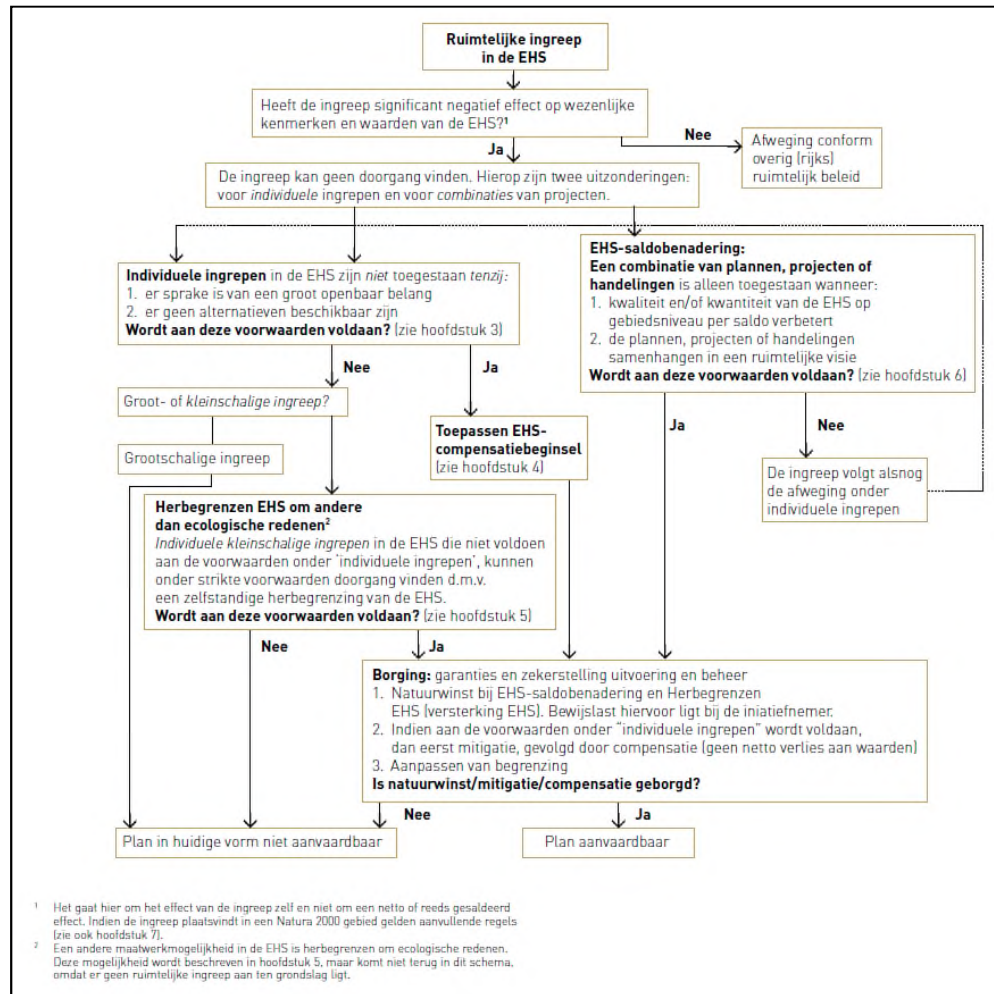 Ruimtelijke ingreep
in de EHS
Heeft de ingreep significant negatief effect op wezenlijke
kenmerken en waarden van de EHS?¹
Nee
Afweging conform
overig (rijks)
ruimtelijk beleid
Ja
De ingreep kan geen doorgang vinden. Hierop zijn twee uitzonderingen:
voor individuele ingrepen en voor combinaties van projecten.
Individuele ingrepen in de EHS zijn niet toegestaan tenzij:
1. er sprake is van een groot openbaar belang
2. er geen alternatieven beschikbaar zijn
Wordt aan deze voorwaarden voldaan? (zie hoofdstuk 3)
EHS-saldobenadering:
Een combinatie van plannen, projecten of
handelingen is alleen toegestaan wanneer:
1. kwaliteit en/of kwantiteit van de EHS op
gebiedsniveau per saldo verbetert
2. de plannen, projecten of handelingen
samenhangen in een ruimtelijke visie
Wordt aan deze voorwaarden voldaan? (zie hoofdstuk 6)
Nee
Ja
Groot- of kleinschalige ingreep?
Grootschalige ingreep
Toepassen EHS-
compensatiebeginsel
(zie hoofdstuk 4)
Ja
Nee
De ingreep volgt alsnog
de afweging onder
individuele ingrepen
Herbegrenzen EHS om andere
dan ecologische redenen²
Individuele kleinschalige ingrepen in de EHS die niet voldoen
aan de voorwaarden onder 'individuele ingrepen', kunnen
onder strikte voorwaarden doorgang vinden d.m.v.
een zelfstandige herbegrenzing van de EHS.
Wordt aan deze voorwaarden voldaan? (zie hoofdstuk 5)
Nee
Ja
Borging: garanties en zekerstelling uitvoering en beheer
1. Natuurwinst bij EHS-saldobenadering en Herbegrenzen
EHS (versterking EHS). Bewijslast hiervoor ligt bij de iniatiefnemer.
2. Indien aan de voorwaarden onder "individuele ingrepen" wordt voldaan,
dan eerst mitigatie, gevolgd door compensatie (geen netto verlies aan waarden)
3. Aanpassen van begrenzing
Is natuurwinst/mitigatie/compensatie geborgd?
Nee
Ja
Plan in huidige vorm niet aanvaardbaar
Plan aanvaardbaar
¹ Het gaat hier om het effect van de ingreep zelf en niet om een netto of reeds gesaldeerd
effect. Indien de ingreep plaatsvindt in een Natura 2000 gebied gelden aanvullende regels
(zie ook hoofdstuk 7).
² Een andere maatwerkmogelijkheid in de EHS is herbegrenzen om ecologische redenen.
Deze mogelijkheid wordt beschreven in hoofdstuk 5, maar komt niet terug in dit schema,
omdat er geen ruimtelijke ingreep aan ten grondslag ligt.